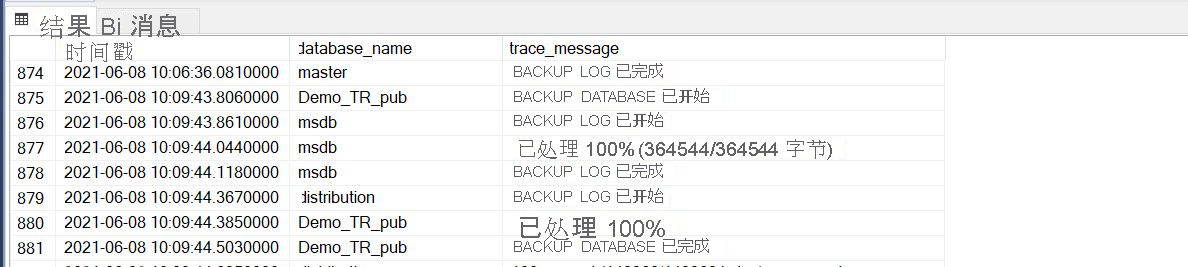 结果 Bi 消息
时间戳 database_name trace_message
874 2021-06-08 10:06:36.0810000 master BACKUP LOG 已完成
875 2021-06-08 10:09:43.8060000 Demo_TR_pub BACKUP DATABASE 已开始
876 2021-06-08 10:09:43.8610000 msdb BACKUP LOG 已开始
877 2021-06-08 10:09:44.0440000 msdb 已处理 100% (364544/364544 字节)
878 2021-06-08 10:09:44.1180000 msdb BACKUP LOG 已完成
879 2021-06-08 10:09:44.3670000 distribution BACKUP LOG 已开始
880 2021-06-08 10:09:44.3850000 Demo_TR_pub 已处理 100%
881 2021-06-08 10:09:44.5030000 Demo_TR_pub BACKUP DATABASE 已完成